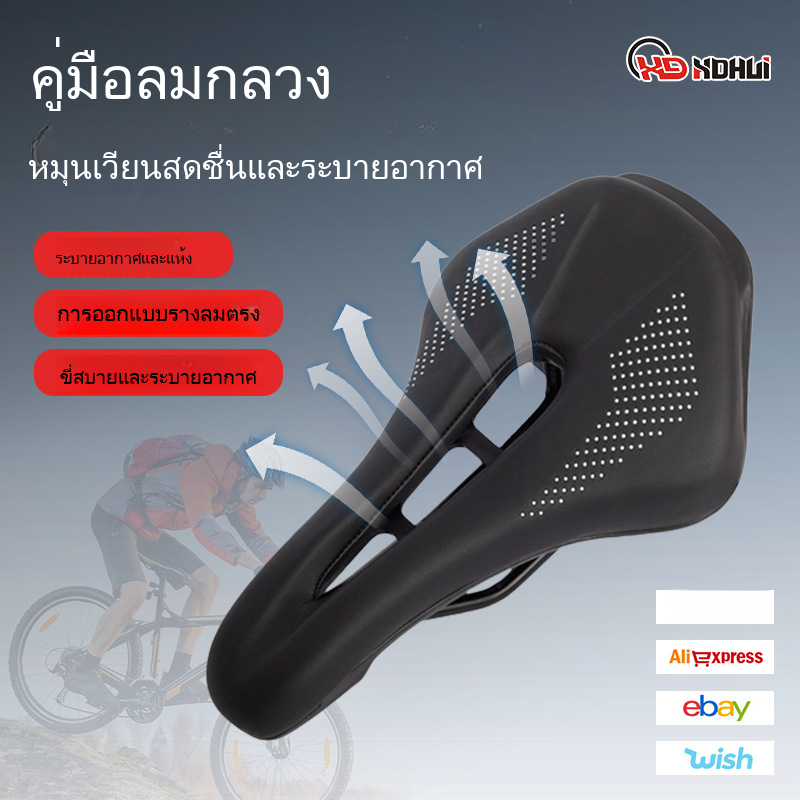 คู่มือลมกลวง
XD XDHUI
หมุนเวียนสดชื่นและระบายอากาศ
ระบายอากาศและแห้ง
การออกแบบรางลมตรง
ขี่สบายและระบายอากาศ
AliExpress
ebay
wish